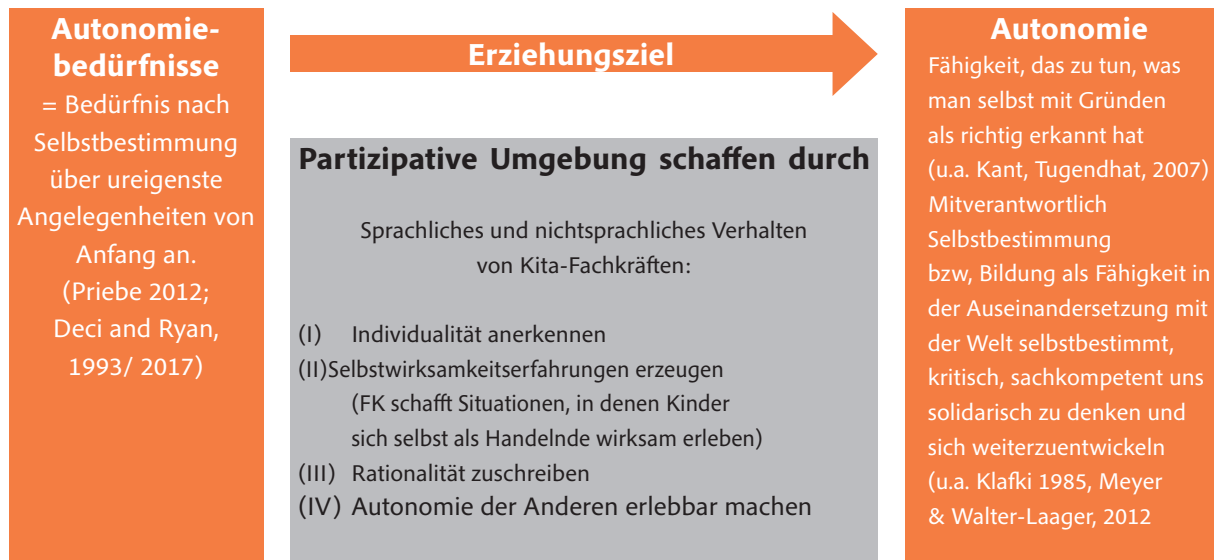 Autonomie-
bedürfnisse
= Bedürfnis nach
Selbstbestimmung
über ureigenste
Angelegenheiten von
Anfang an.
(Priebe 2012;
Deci and Ryan,
1993/ 2017)
Erziehungsziel
Partizipative Umgebung schaffen durch
Sprachliches und nichtsprachliches Verhalten
von Kita-Fachkräften:
(I) Individualität anerkennen
(II)Selbstwirksamkeitserfahrungen erzeugen
(FK schafft Situationen, in denen Kinder
sich selbst als Handelnde wirksam erleben)
(III) Rationalität zuschreiben
(IV) Autonomie der Anderen erlebbar machen
Autonomie
Fähigkeit, das zu tun, was
man selbst mit Gründen
als richtig erkannt hat
(u.a. Kant, Tugendhat, 2007)
Mitverantwortlich
Selbstbestimmung
bzw, Bildung als Fähigkeit in
der Auseinandersetzung mit
der Welt selbstbestimmt,
kritisch, sachkompetent uns
solidarisch zu denken und
sich weiterzuentwickeln
(u.a. Klafki 1985, Meyer
& Walter-Laager, 2012